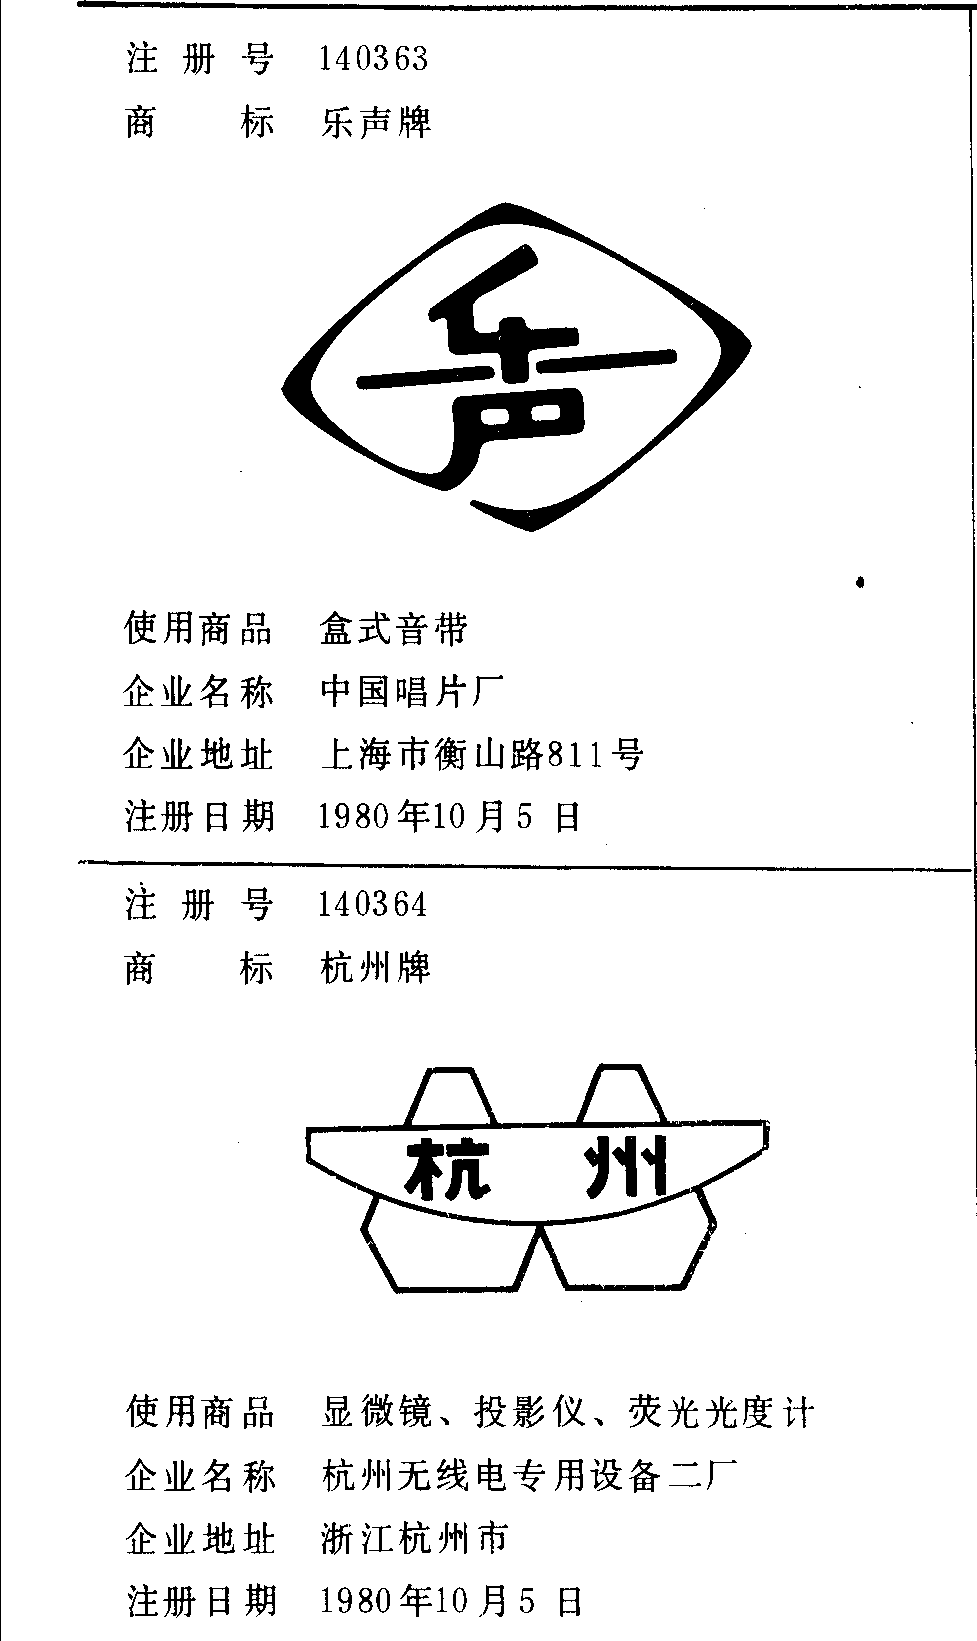 注册号 140363
商标 乐声牌
乐声
使用商品 盒式音带
企业名称 中国唱片厂
企业地址 上海市衡山路811号
注册日期 1980年10月5日
注册号 140364
商标 杭州牌
杭州
使用商品 显微镜、投影仪、荧光光度计
企业名称 杭州无线电专用设备二厂
企业地址 浙江杭州市
注册日期 1980年10月5日